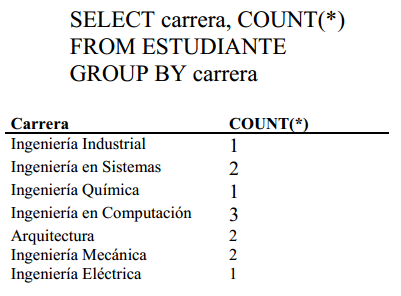 SELECT carrera, COUNT(*)
FROM ESTUDIANTE
GROUP BY carrera
Carrera COUNT(*)
Ingeniería Industrial 1
Ingeniería en Sistemas 2
Ingeniería Química 1
Ingeniería en Computación 3
Arquitectura 2
Ingeniería Mecánica 2
Ingeniería Eléctrica 1